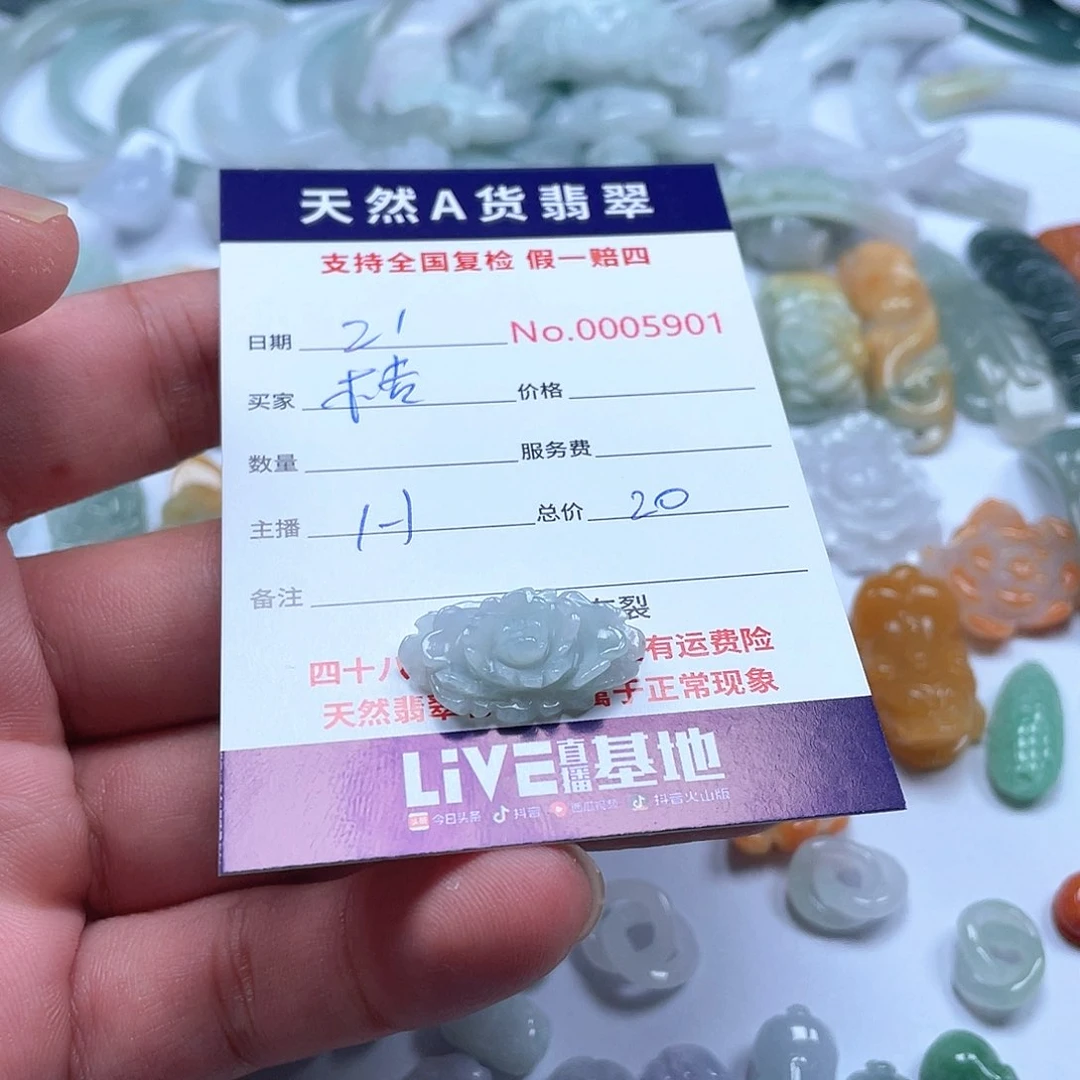 天然A货翡翠
支持全国复检 假一赔四
日期 21 No.0005901
买家 价格
数量 服务费
主播 H 总价 20
备注
裂
四十八 有运费险
天然翡翠 属于正常现象
LiVE直播基地
今日头条 抖音 西瓜视频 抖音火山版